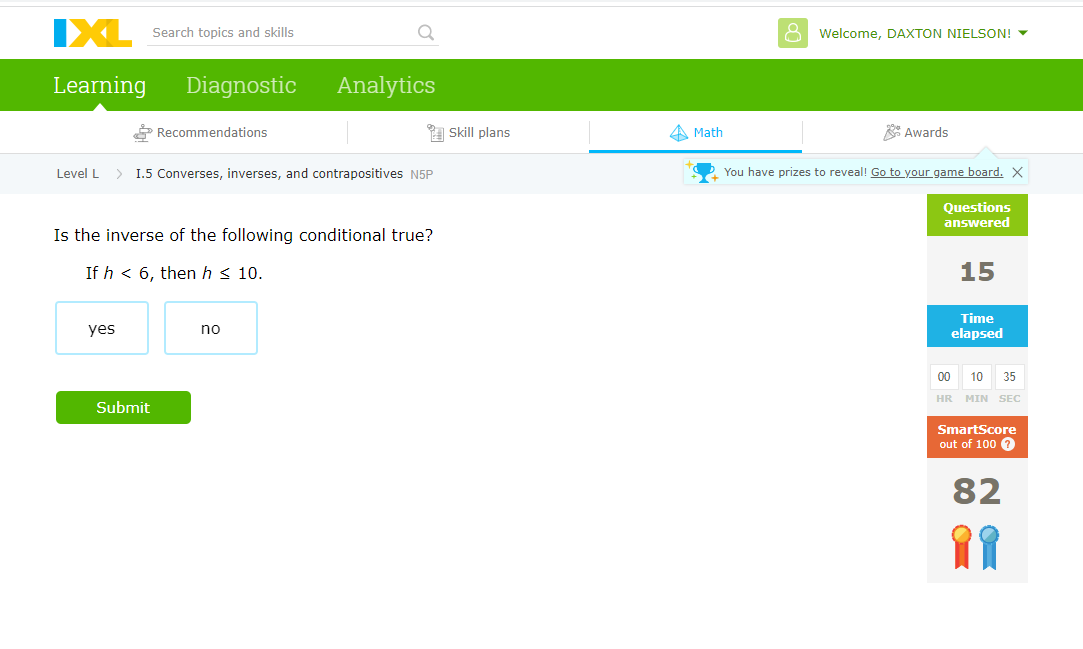 IXL
Search topics and skills
Welcome, DAXTON NIELSON!
Learning Diagnostic Analytics
Recommendations Skill plans Math Awards
Level L I.5 Converses, inverses, and contrapositives N5P
You have prizes to reveal! Go to your game board.
Is the inverse of the following conditional true?
If h < 6, then h ≤ 10.
yes no
Submit
Questions
answered
15
Time
elapsed
00 10 35
HR MIN SEC
SmartScore
out of 100 ?
82